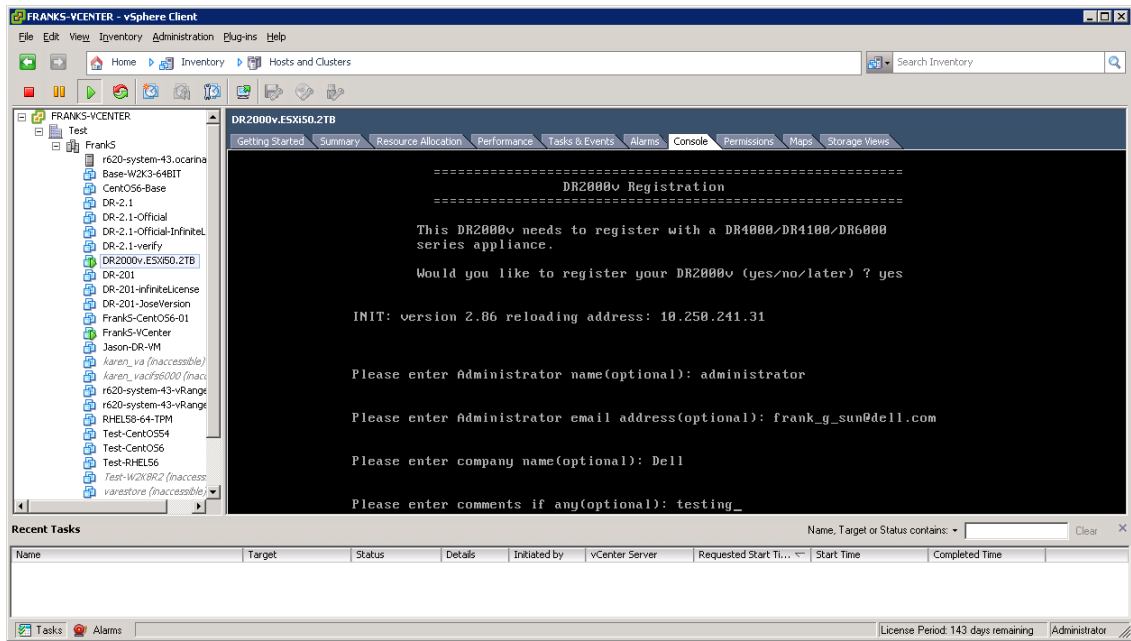 FRANKS-VCENTER - vSphere Client
File Edit View Inventory Administration Plug-ins Help
Home Inventory Hosts and Clusters
Search Inventory
FRANKS-VCENTER
Test
FrankS
r620-system-43.ocarina
Base-W2K3-64BIT
CentOS6-Base
DR-2.1
DR-2.1-Official
DR-2.1-Official-InfiniteL
DR-2.1-verify
DR2000v.ESXi50.2TB
DR-201
DR-201-infiniteLicense
DR-201-JoseVersion
FrankS-CentOS6-01
FrankS-VCenter
Jason-DR-VM
karen_va (inaccessible)
karen_vacifs6000 (inacc
r620-system-43-vRange
r620-system-43-vRange
RHEL58-64-TPM
Test-CentOS54
Test-CentOS6
Test-RHEL56
Test-W2K8R2 (inaccess
varestore (inaccessible)
DR2000v.ESXi50.2TB
Getting Started Summary Resource Allocation Performance Tasks & Events Alarms Console Permissions Maps Storage Views
==========================================================
DR2000v Registration
==========================================================
This DR2000v needs to register with a DR4000/DR4100/DR6000
series appliance.
Would you like to register your DR2000v (yes/no/later) ? yes
INIT: version 2.86 reloading address: 10.250.241.31
Please enter Administrator name(optional): administrator
Please enter Administrator email address(optional): frank_g_sun@dell.com
Please enter company name(optional): Dell
Please enter comments if any(optional): testing_
Recent Tasks
Name, Target or Status contains: Clear
Name Target Status Details Initiated by vCenter Server Requested Start Ti... Start Time Completed Time
Tasks Alarms
License Period: 143 days remaining Administrator